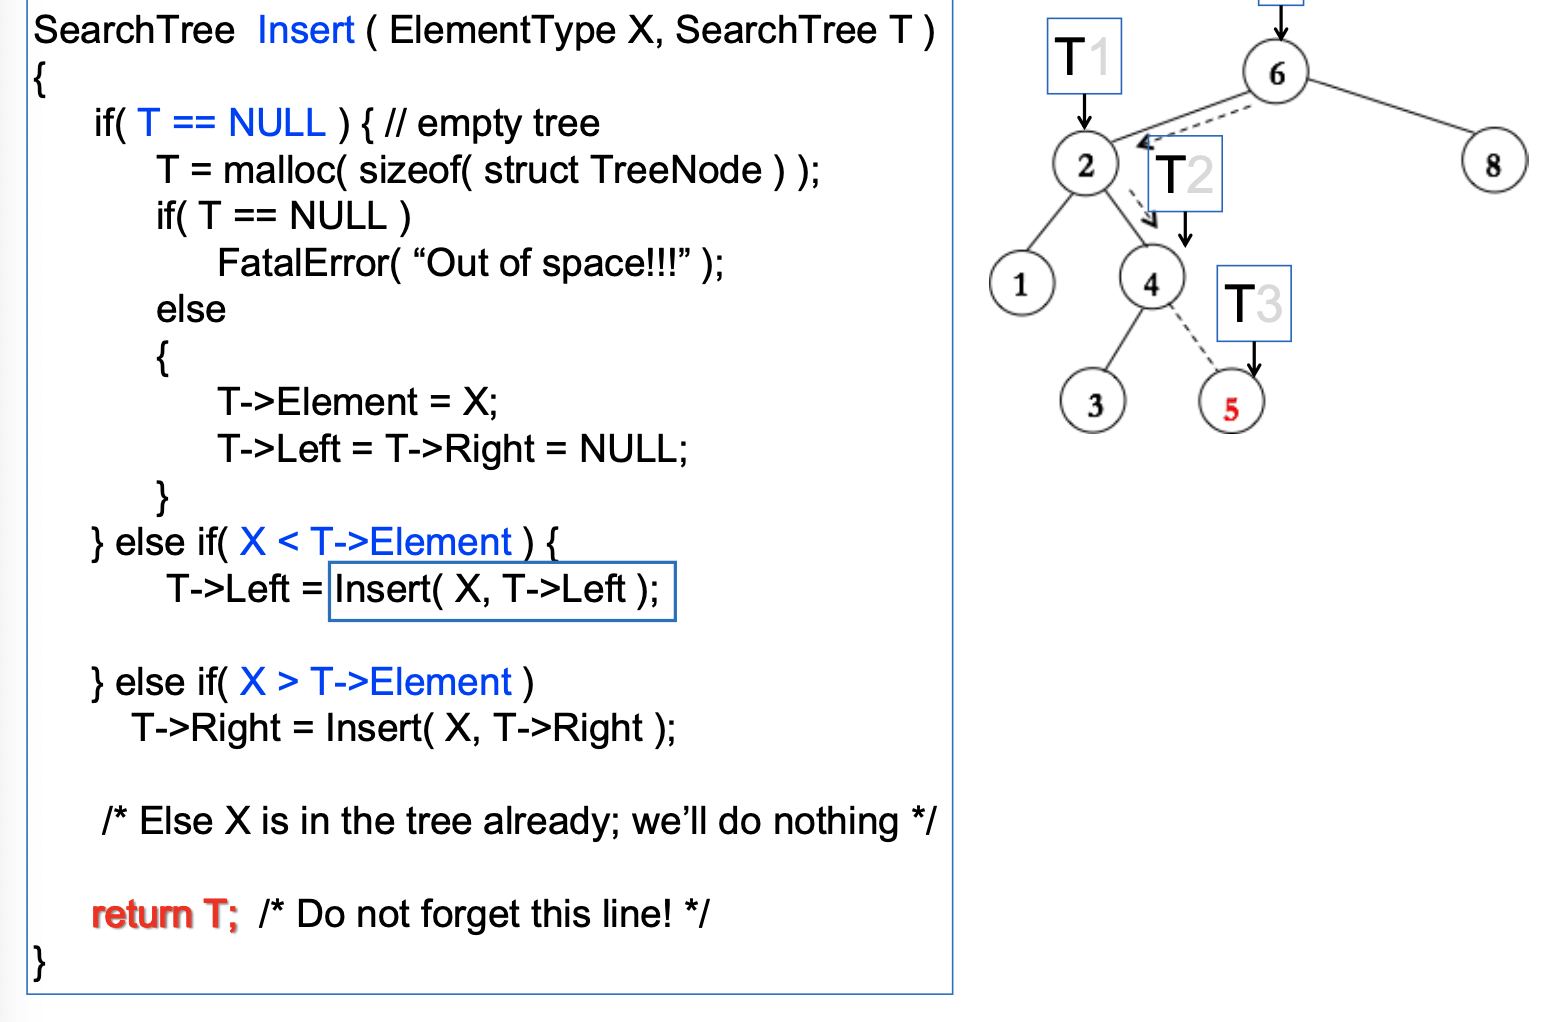 SearchTree Insert ( ElementType X, SearchTree T )
{
if( T == NULL ) { // empty tree
T = malloc( sizeof( struct TreeNode ) );
if( T == NULL )
FatalError( “Out of space!!!” );
else
{
T->Element = X;
T->Left = T->Right = NULL;
}
} else if( X < T->Element ) {
T->Left = Insert( X, T->Left );
} else if( X > T->Element )
T->Right = Insert( X, T->Right );
/* Else X is in the tree already; we’ll do nothing */
return T; /* Do not forget this line! */
}
T1
6
2
T2
8
1
4
T3
3
5